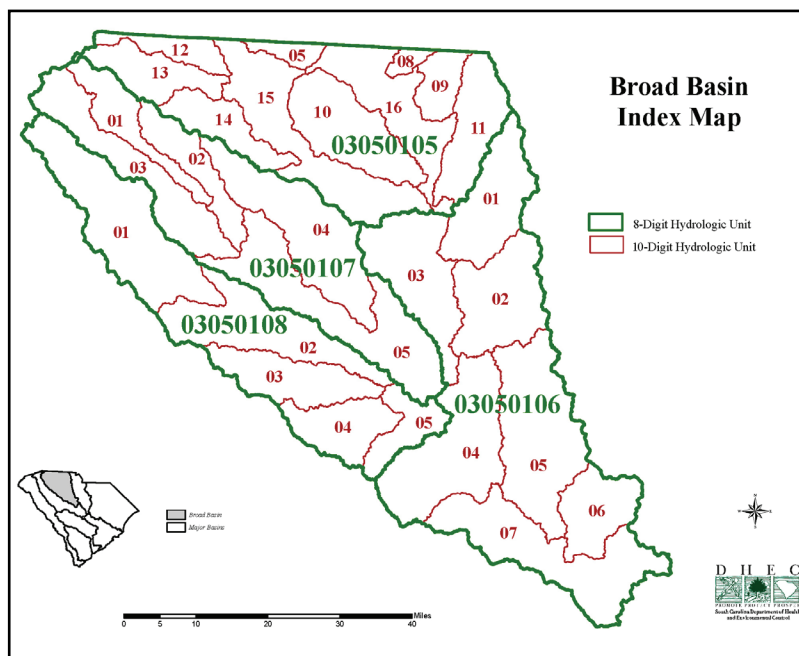 Broad Basin
Index Map
8-Digit Hydrologic Unit
10-Digit Hydrologic Unit
12
05
08
13
09
15
10
16
14
01
11
03050105
02
03
01
04
01
03050107
03
02
03050108
02
05
03
03050106
05
04
04
05
06
07
Broad Basin
Major Basins
N
W
E
S
0
5
10
20
30
40
Miles
D H E C
PROMOTE PROTECT PROSPER
South Carolina Department of Health
and Environmental Control